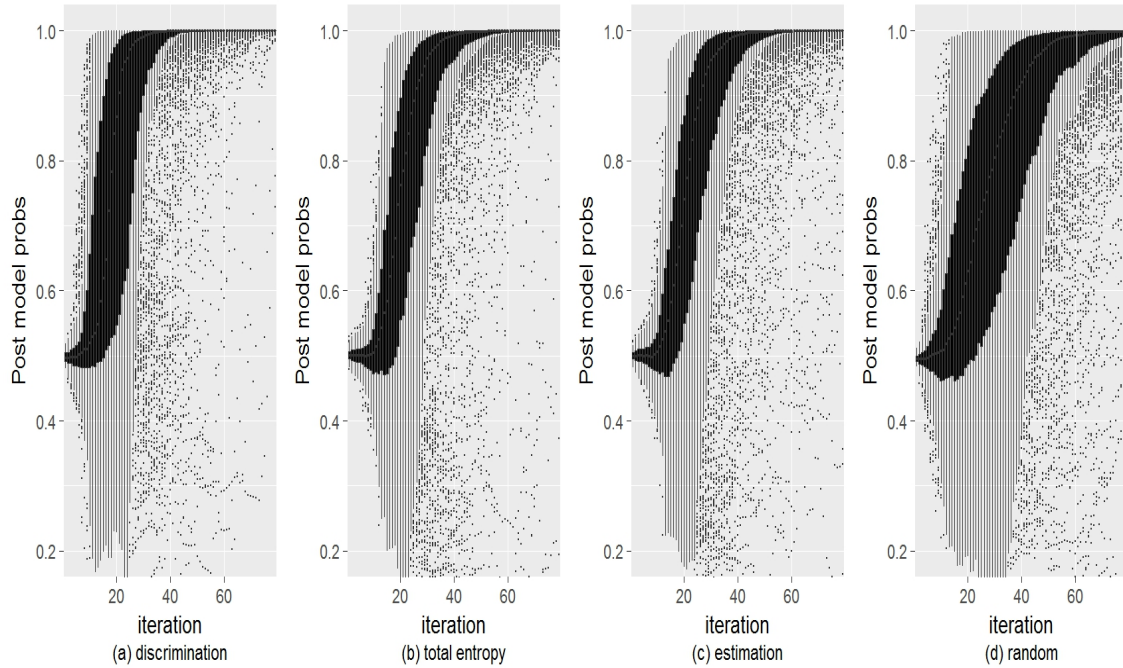 1.0
0.8
0.6
0.4
0.2
Post model probs
20 40 60
iteration
(a) discrimination
1.0
0.8
0.6
0.4
0.2
Post model probs
20 40 60
iteration
(b) total entropy
1.0
0.8
0.6
0.4
0.2
Post model probs
20 40 60
iteration
(c) estimation
1.0
0.8
0.6
0.4
0.2
Post model probs
20 40 60
iteration
(d) random